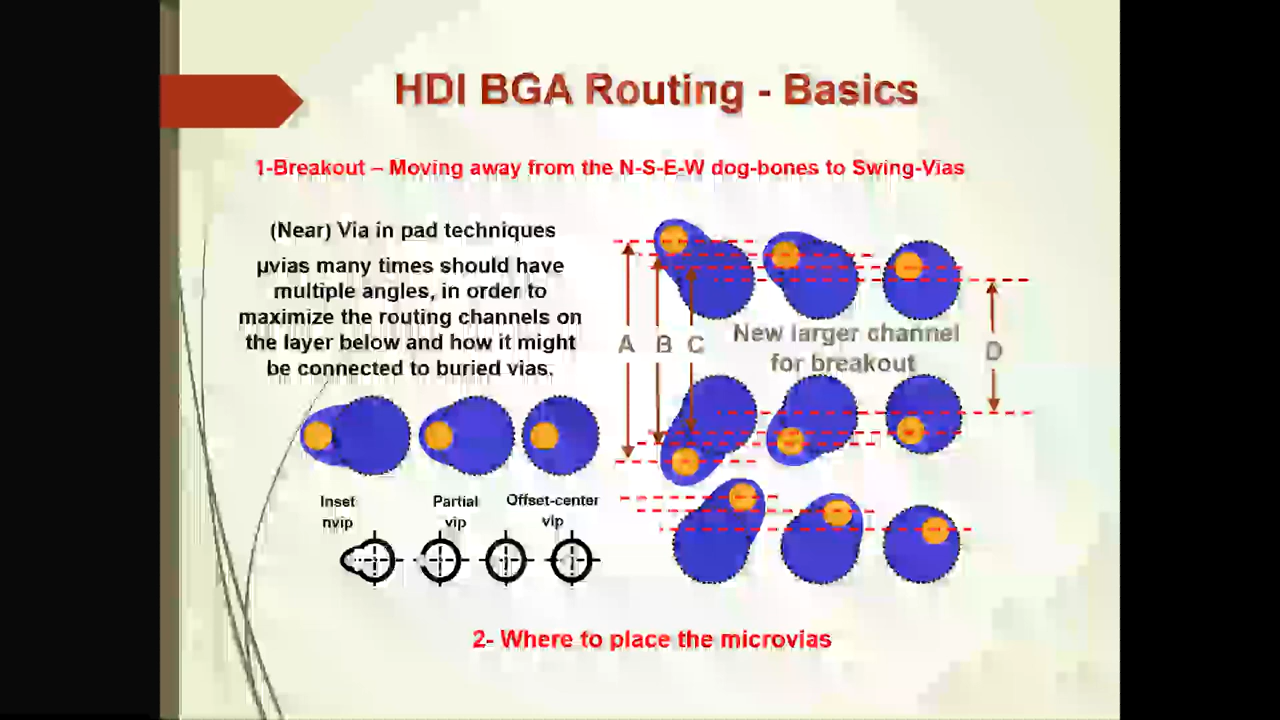 HDI BGA Routing - Basics
1-Breakout – Moving away from the N-S-E-W dog-bones to Swing-Vias
(Near) Via in pad techniques
µvias many times should have
multiple angles, in order to
maximize the routing channels on
the layer below and how it might
be connected to buried vias.
A B C
New larger channel
for breakout
D
Inset
nvip
Partial
vip
Offset-center
vip
2- Where to place the microvias